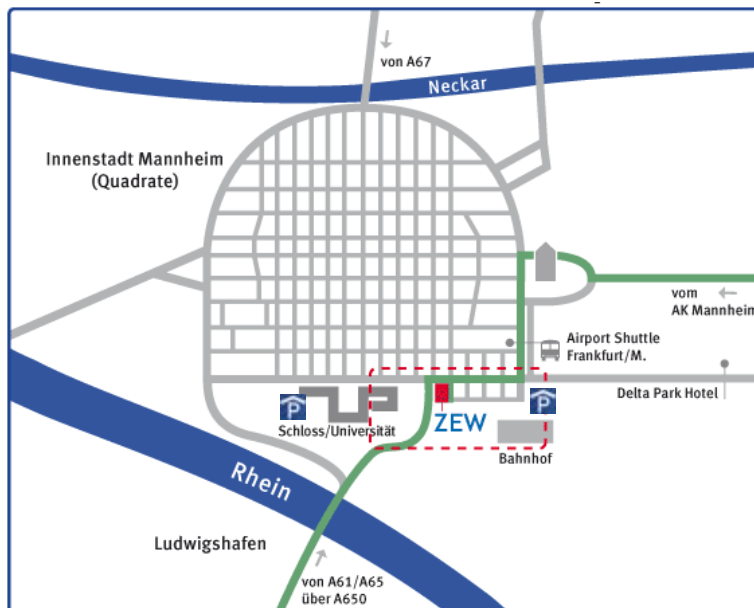 von A67
Neckar
Innenstadt Mannheim
(Quadrate)
vom
AK Mannheim
Airport Shuttle
Frankfurt/M.
Delta Park Hotel
P
P
ZEW
Schloss/Universität
Bahnhof
Rhein
Ludwigshafen
von A61/A65
über A650